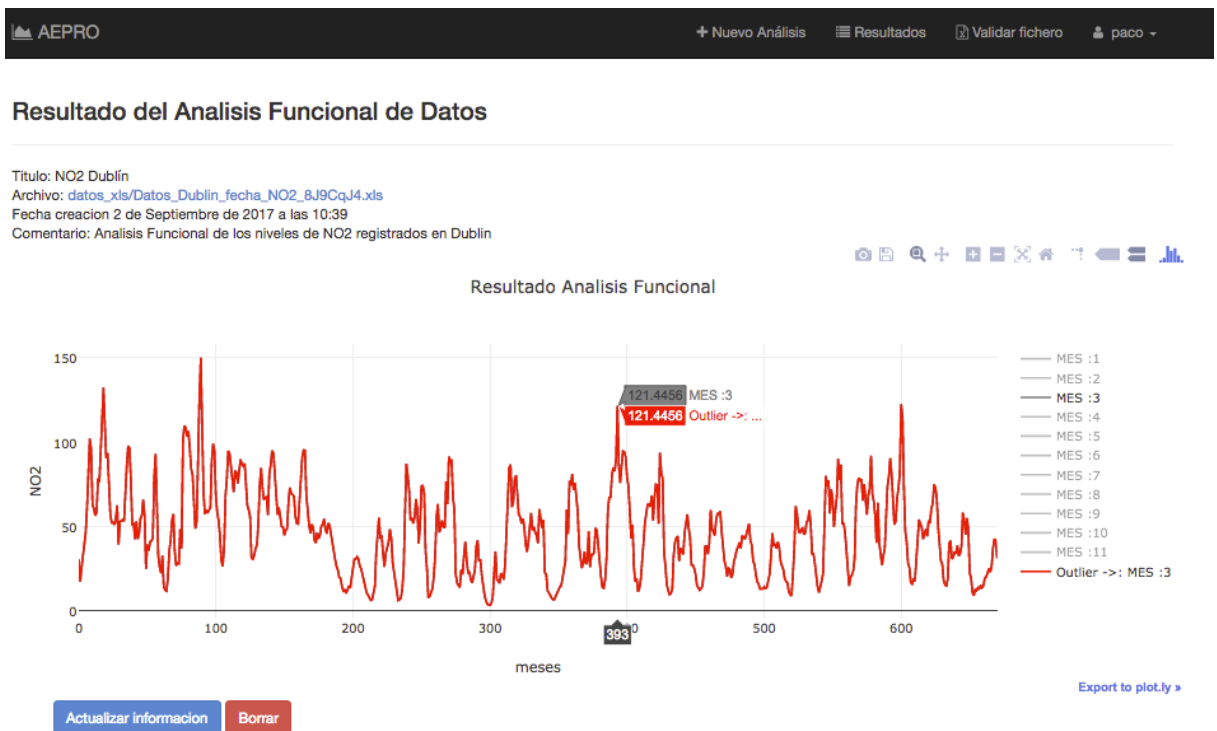 AEPRO
Nuevo Análisis
Resultados
Validar fichero
paco
Resultado del Analisis Funcional de Datos
Titulo: NO2 Dublín
Archivo: datos_xls/Datos_Dublin_fecha_NO2_8J9CqJ4.xls
Fecha creacion 2 de Septiembre de 2017 a las 10:39
Comentario: Analisis Funcional de los niveles de NO2 registrados en Dublin
Resultado Analisis Funcional
150
100
50
0
NO2
121.4456 MES :3
121.4456 Outlier ->: ...
MES :1
MES :2
MES :3
MES :4
MES :5
MES :6
MES :7
MES :8
MES :9
MES :10
MES :11
Outlier ->: MES :3
0
100
200
300
393
500
600
meses
Export to plot.ly »
Actualizar informacion
Borrar